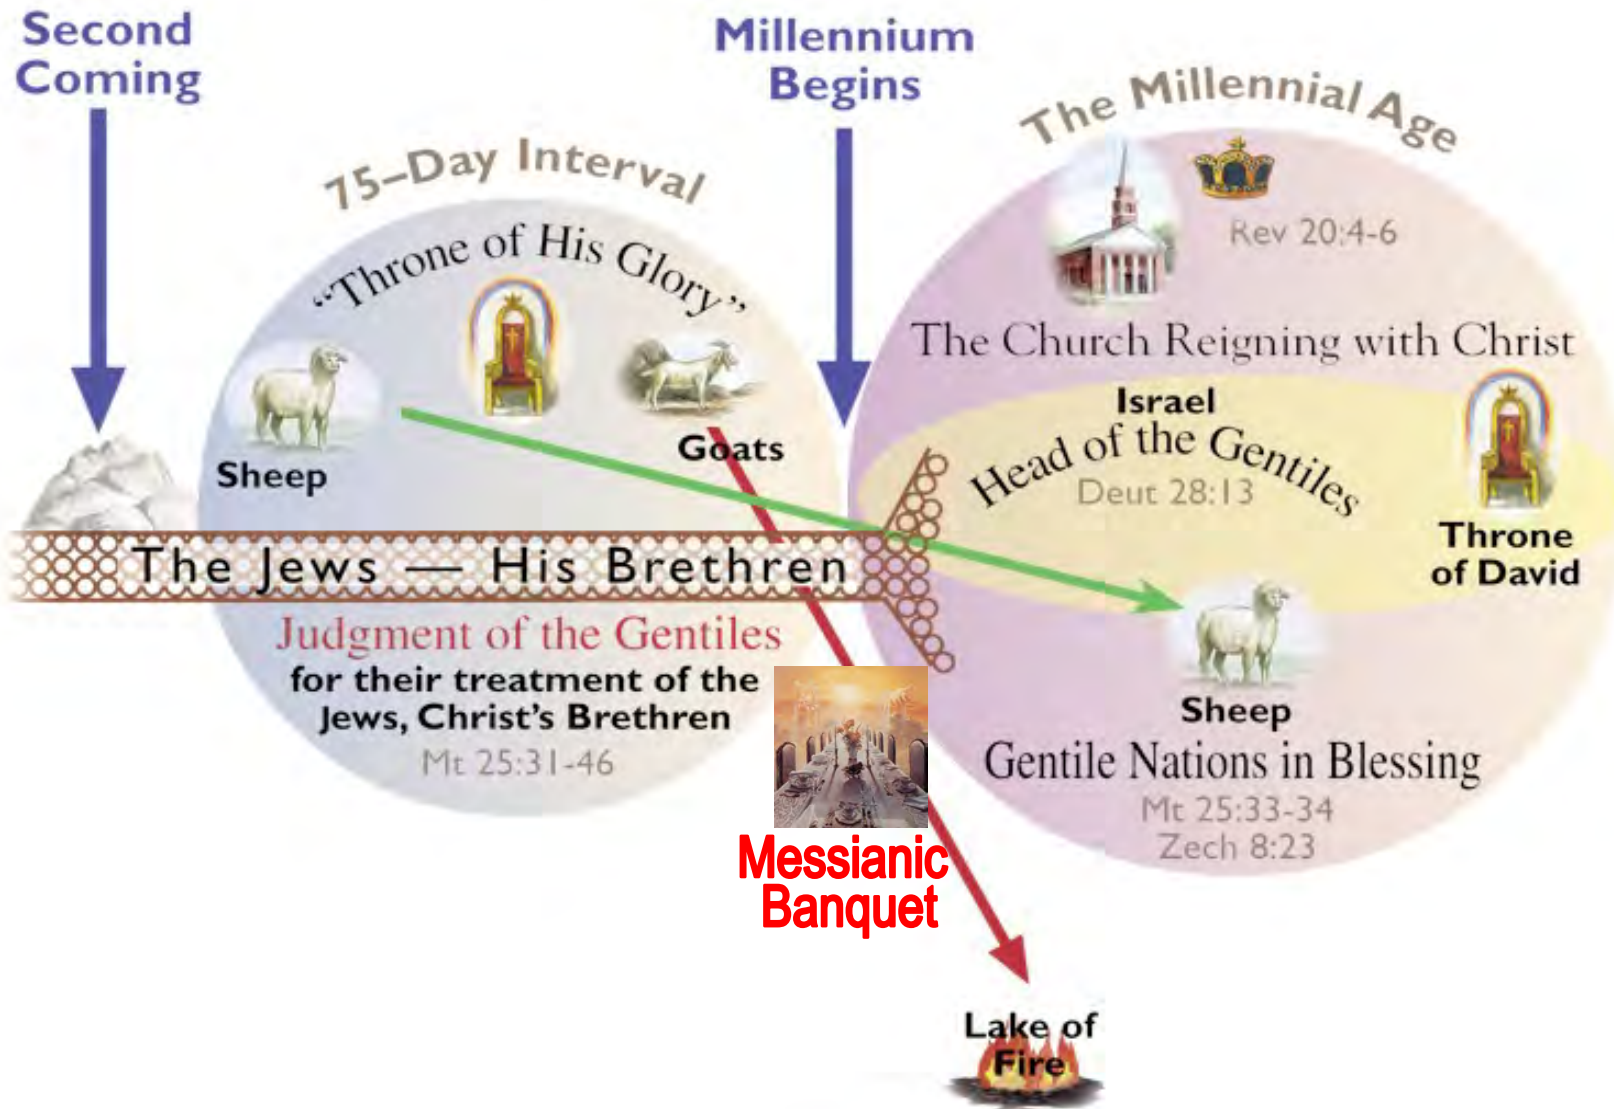 Second
Coming
Millennium
Begins
75–Day Interval
The Millennial Age
“Throne of His Glory”
Rev 20:4-6
The Church Reigning with Christ
Sheep
Goats
Israel
Head of the Gentiles
Deut 28:13
Throne
of David
The Jews — His Brethren
Judgment of the Gentiles
for their treatment of the
Jews, Christ’s Brethren
Mt 25:31-46
Sheep
Gentile Nations in Blessing
Mt 25:33-34
Zech 8:23
Messianic
Banquet
Lake of
Fire